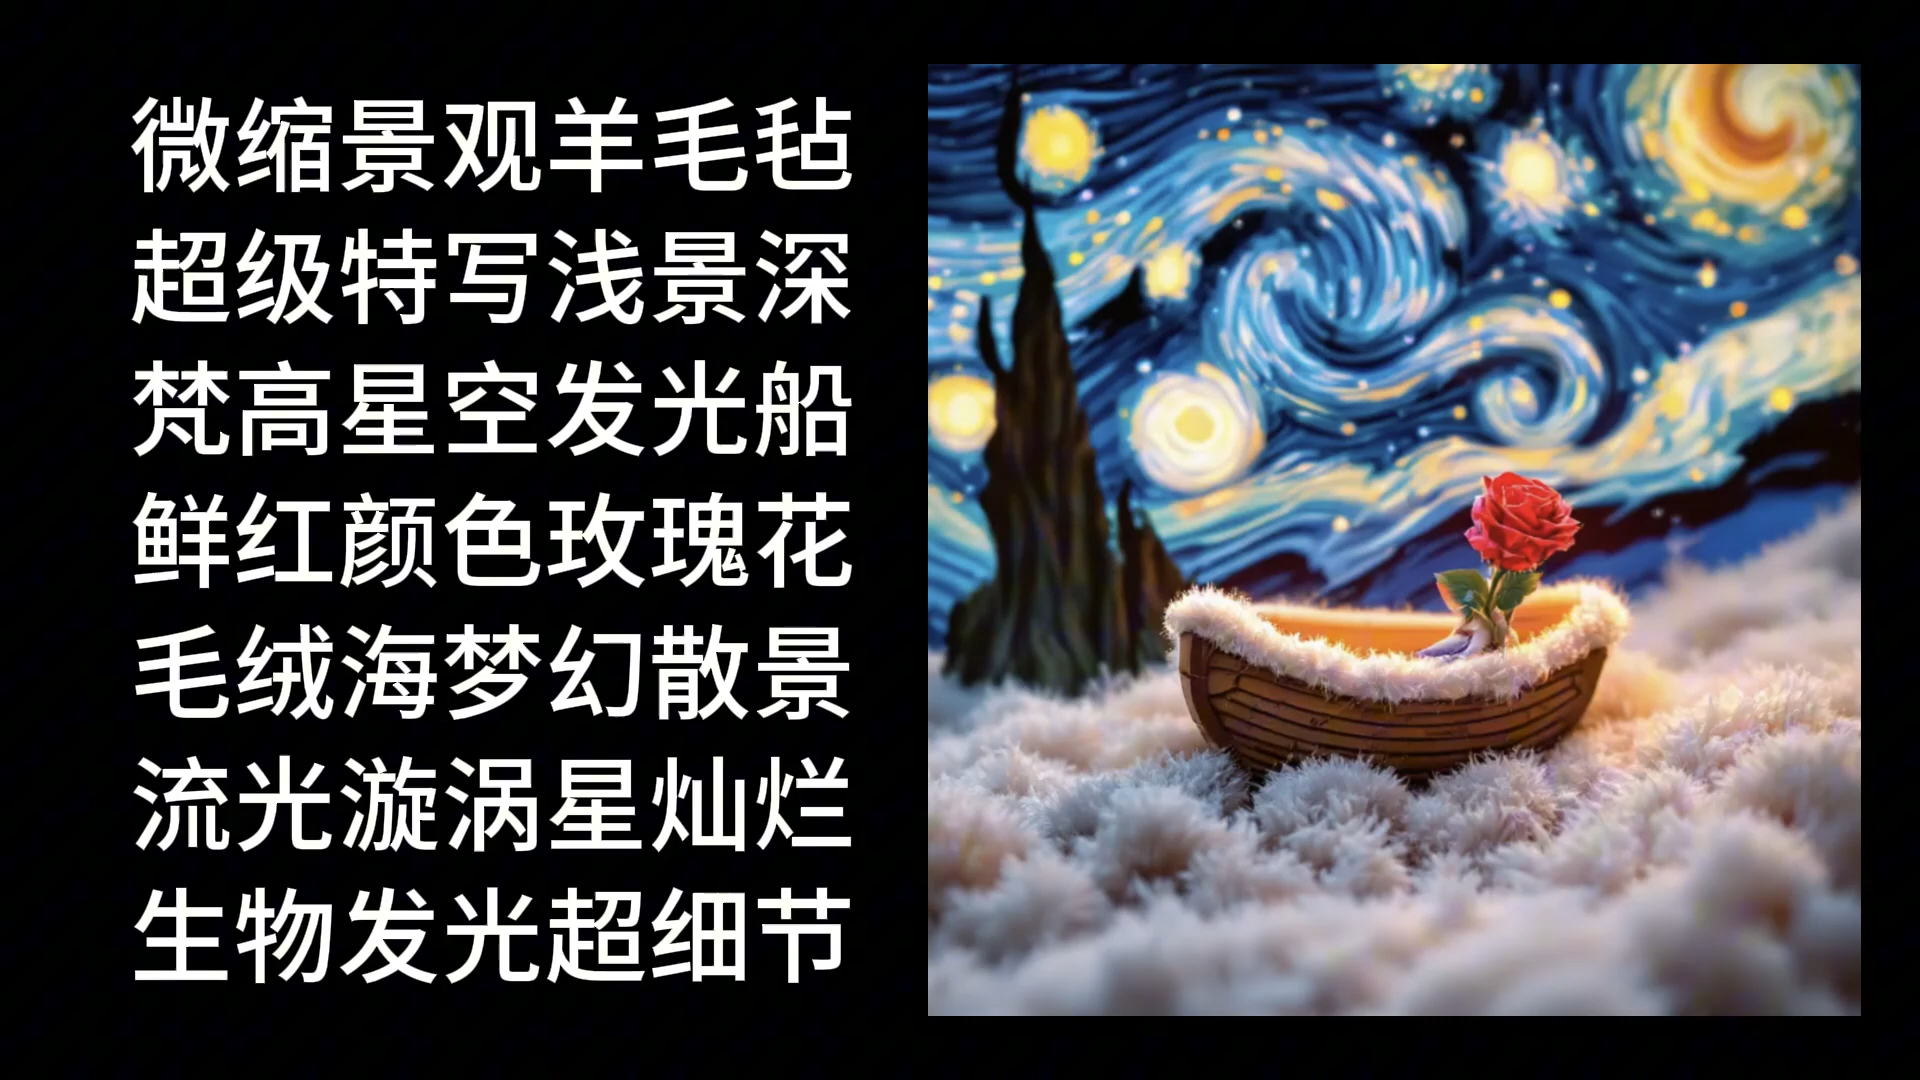 微缩景观羊毛毡
超级特写浅景深
梵高星空发光船
鲜红颜色玫瑰花
毛绒海梦幻散景
流光漩涡星灿烂
生物发光超细节